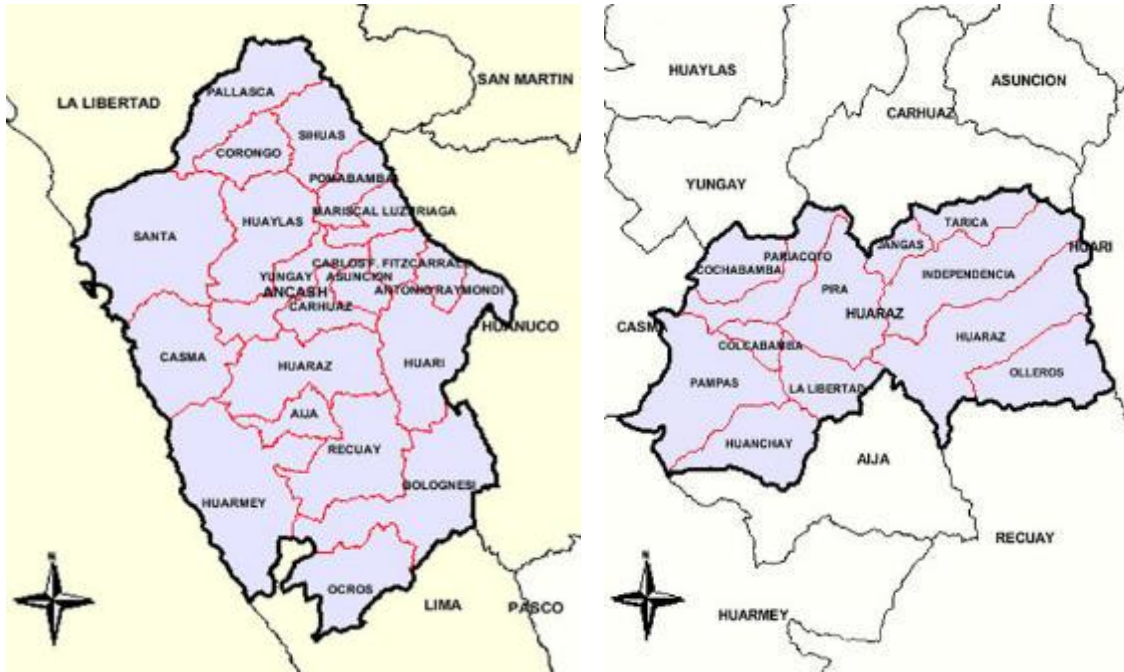 SAN MARTIN
LA LIBERTAD
PALLASCA
SIHUAS
CORONGO
POMABAMBA
MARISCAL LUZURIAGA
HUAYLAS
SANTA
CARLOS F. FITZCARRALD
YUNGAY
ASUNCION
ANCASH
ANTONIO RAYMONDI
CARHUAZ
HUANUCO
CASMA
HUARAZ
HUARI
AIJA
RECUAY
BOLOGNESI
HUARMEY
OCROS
LIMA
PASCO
N
HUAYLAS
ASUNCION
CARHUAZ
YUNGAY
TARICA
JANGAS
HUARI
PARIACOTO
COCHABAMBA
INDEPENDENCIA
PIRA
HUARAZ
CASMA
COLCABAMBA
HUARAZ
OLLEROS
PAMPAS
LA LIBERTAD
HUANCHAY
AIJA
RECUAY
HUARMEY
N